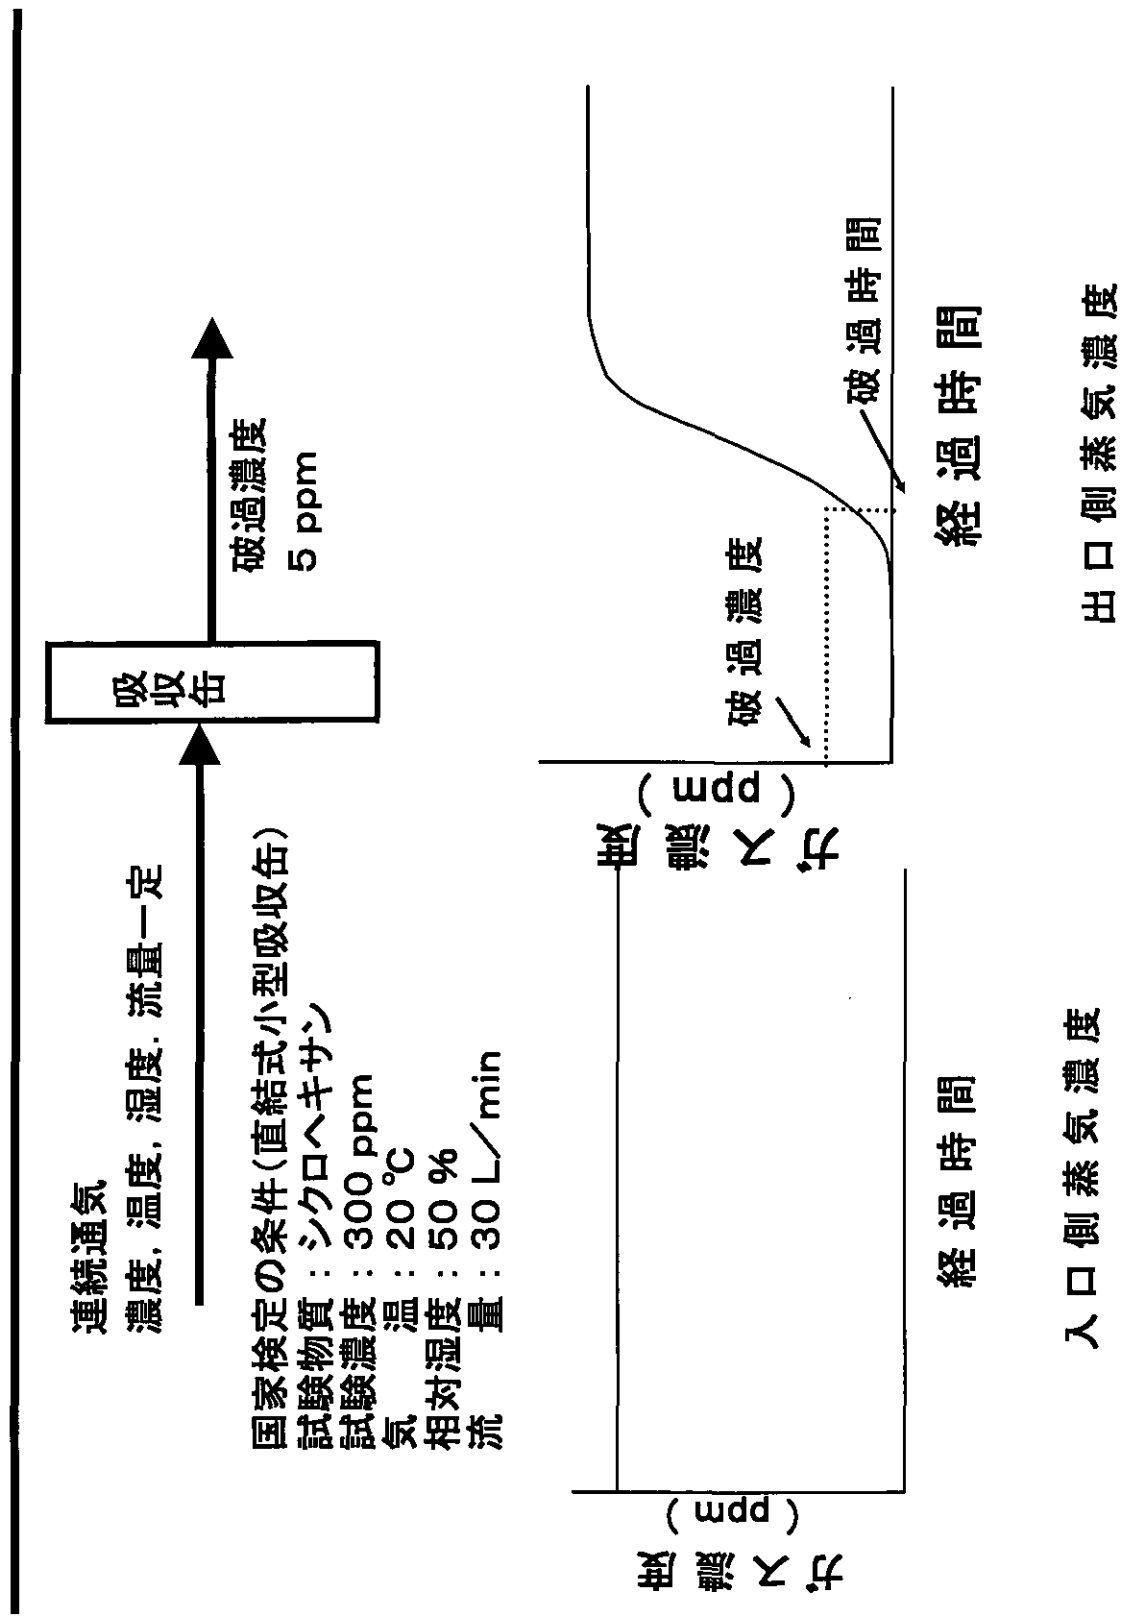 連続通気
濃度, 温度, 湿度. 流量一定
吸収缶
破過濃度
5 ppm
国家検定の条件(直結式小型吸収缶)
試験物質 : シクロヘキサン
試験濃度 : 300 ppm
気　　温 : 20 ℃
相対湿度 : 50 %
流　　量 : 30 L/min
ガス濃度
(ppm)
経過時間
入口側蒸気濃度
ガス濃度
(ppm)
破過濃度
破過時間
経過時間
出口側蒸気濃度